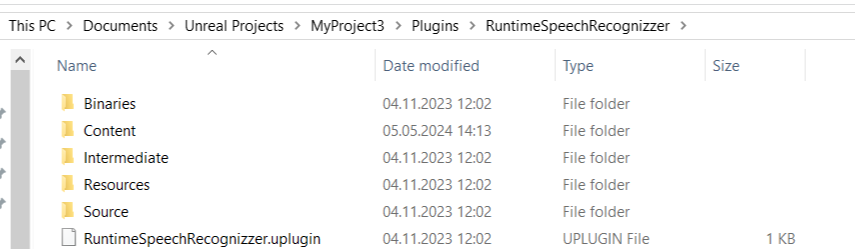 This PC > Documents > Unreal Projects > MyProject3 > Plugins > RuntimeSpeechRecognizzer >
Name Date modified Type Size
Binaries 04.11.2023 12:02 File folder
Content 05.05.2024 14:13 File folder
Intermediate 04.11.2023 12:02 File folder
Resources 04.11.2023 12:02 File folder
Source 04.11.2023 12:02 File folder
RuntimeSpeechRecognizzer.uplugin 04.11.2023 12:02 UPLUGIN File 1 KB